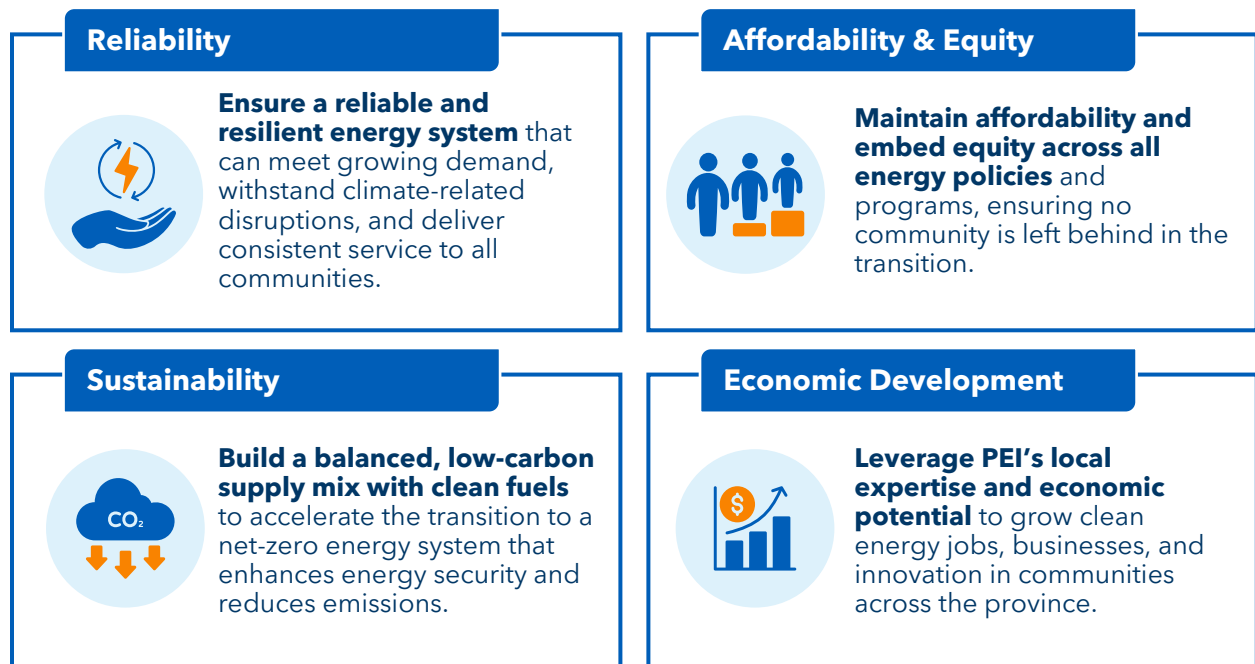 Reliability
Ensure a reliable and
resilient energy system that
can meet growing demand,
withstand climate-related
disruptions, and deliver
consistent service to all
communities.
Affordability & Equity
Maintain affordability and
embed equity across all
energy policies and
programs, ensuring no
community is left behind in the
transition.
Sustainability
CO₂
Build a balanced, low-carbon
supply mix with clean fuels
to accelerate the transition to a
net-zero energy system that
enhances energy security and
reduces emissions.
Economic Development
$
Leverage PEI’s local
expertise and economic
potential to grow clean
energy jobs, businesses, and
innovation in communities
across the province.